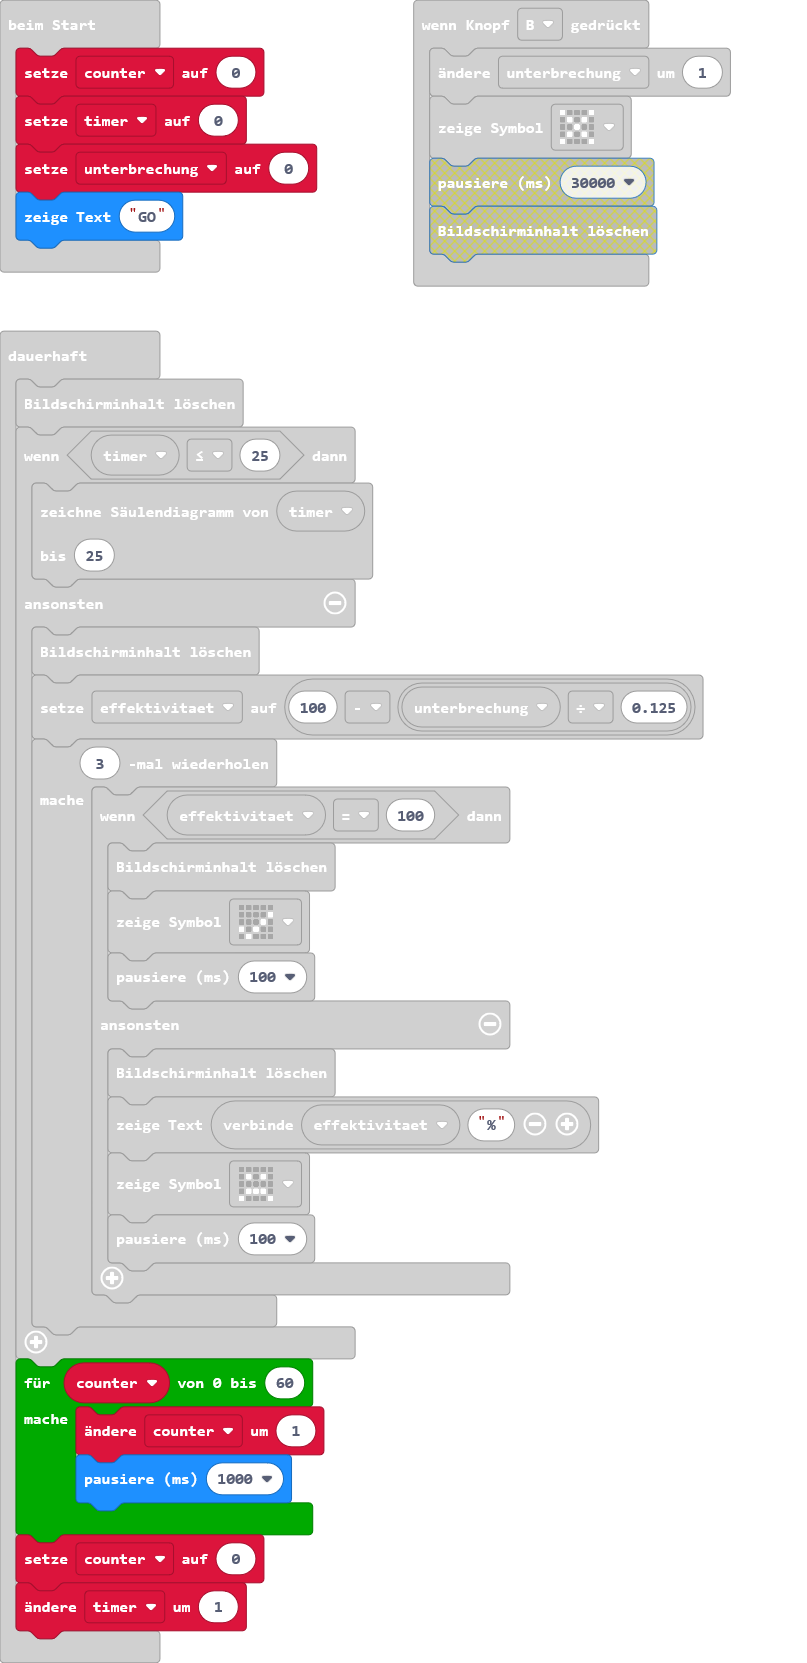 beim Start
setze counter auf 0
setze timer auf 0
setze unterbrechung auf 0
zeige Text "GO"
wenn Knopf B gedrückt
ändere unterbrechung um 1
zeige Symbol
pausiere (ms) 30000
Bildschirminhalt löschen
dauerhaft
Bildschirminhalt löschen
wenn timer ≤ 25 dann
zeichne Säulendiagramm von timer
bis 25
ansonsten
Bildschirminhalt löschen
setze effektivitaet auf 100 - unterbrechung ÷ 0.125
3 -mal wiederholen
mache
wenn effektivitaet = 100 dann
Bildschirminhalt löschen
zeige Symbol
pausiere (ms) 100
ansonsten
Bildschirminhalt löschen
zeige Text verbinde effektivitaet "%"
zeige Symbol
pausiere (ms) 100
für counter von 0 bis 60
mache
ändere counter um 1
pausiere (ms) 1000
setze counter auf 0
ändere timer um 1